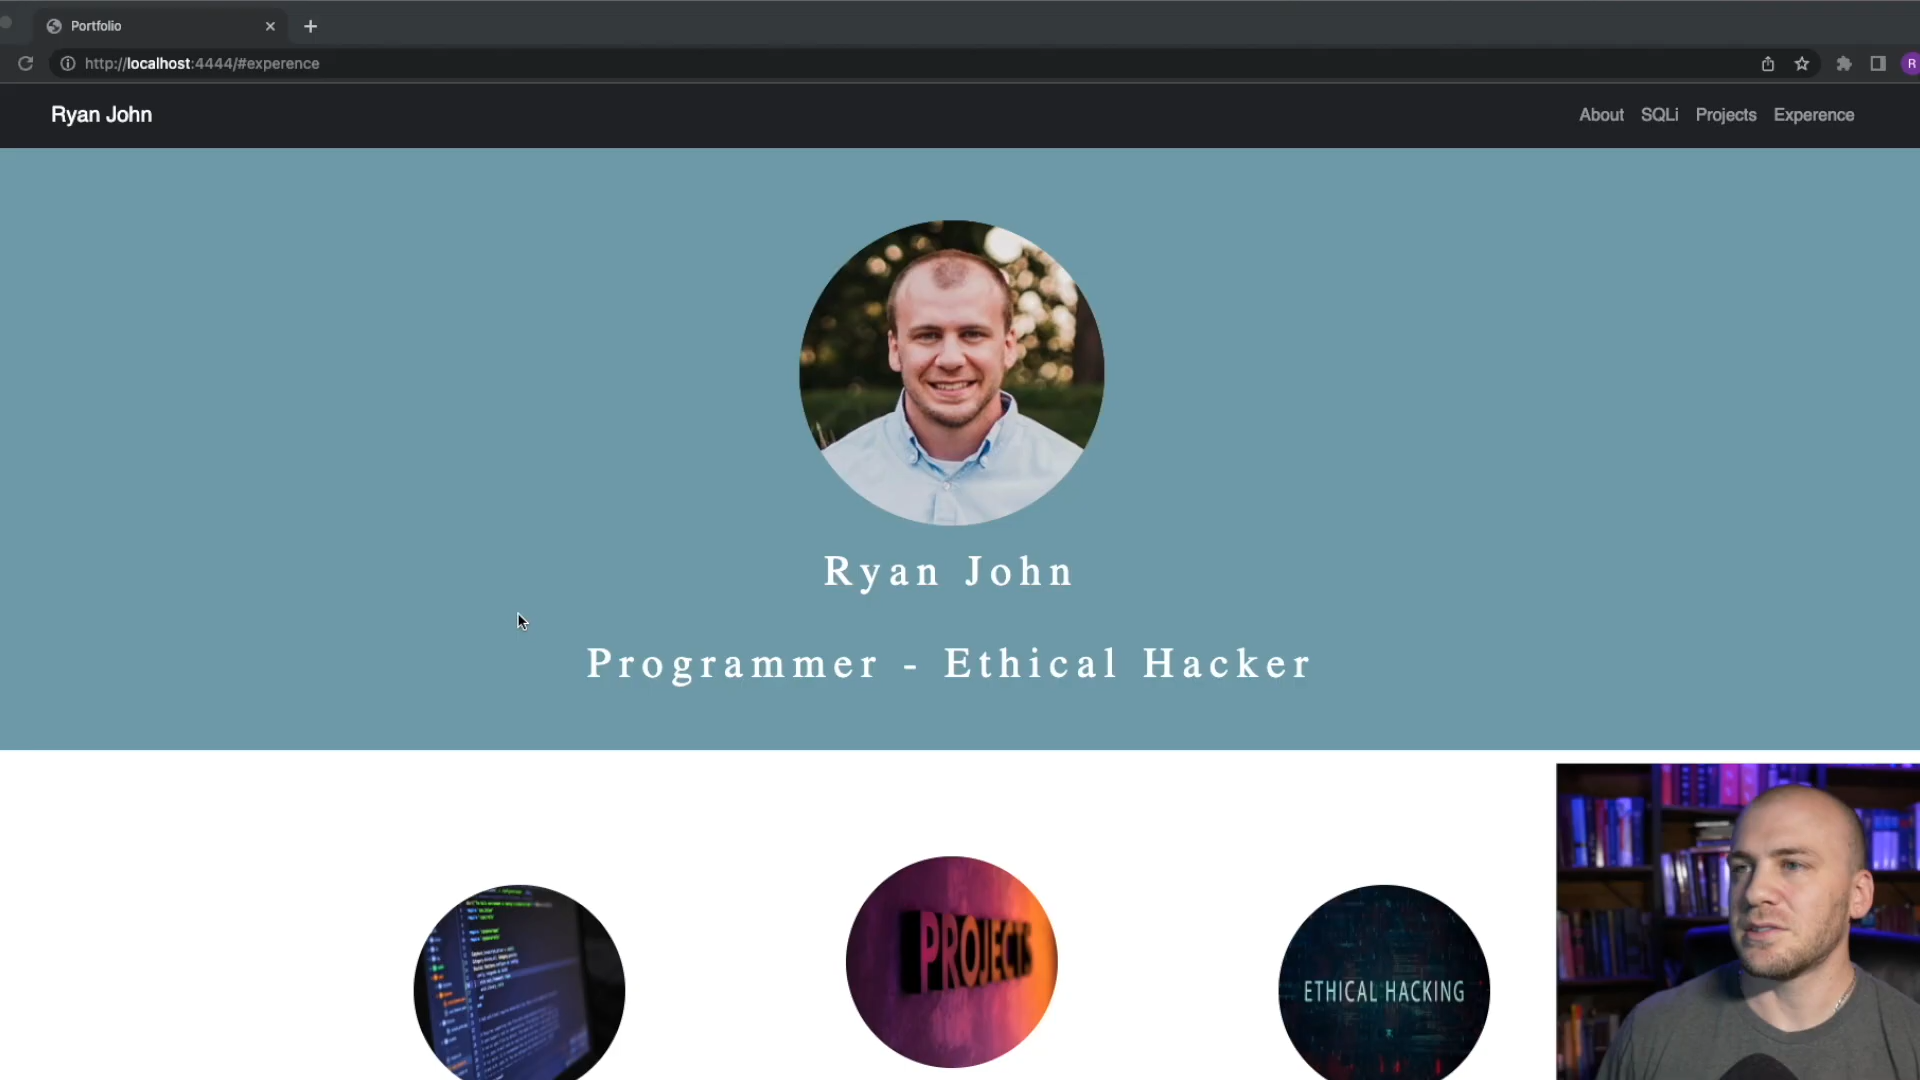 Portfolio
http://localhost:4444/#experence
R
Ryan John
About SQLi Projects Experence
Ryan John
Programmer - Ethical Hacker
PROJECTS
ETHICAL HACKING